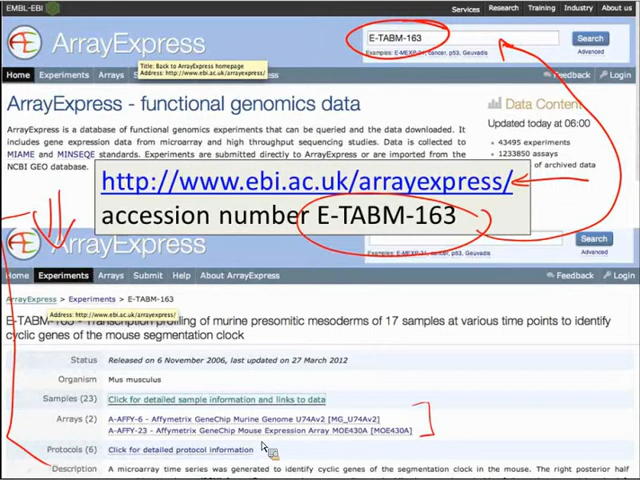 EMBL-EBI
Services Research Training Industry About us
ArrayExpress
E-TABM-163 Search
Examples: E-MEXP-31, cancer, p53, Geuvadis Advanced
Title: Back to ArrayExpress homepage
Address: http://www.ebi.ac.uk/arrayexpress/
Home Experiments Arrays Feedback Login
ArrayExpress - functional genomics data
Data Content
ArrayExpress is a database of functional genomics experiments that can be queried and the data downloaded. It
Updated today at 06:00
includes gene expression data from microarray and high throughput sequencing studies. Data is collected to
43495 experiments
MIAME and MINSEQE standards. Experiments are submitted directly to ArrayExpress or are imported from the
1233850 assays
NCBI GEO database.
of archived data
http://www.ebi.ac.uk/arrayexpress/
accession number E-TABM-163
ArrayExpress
Search
Advanced
Home Experiments Arrays Submit Help About ArrayExpress Feedback Login
ArrayExpress > Experiments > E-TABM-163
Address: http://www.ebi.ac.uk/arrayexpress/
E-TABM-163 - Transcription profiling of murine presomitic mesoderms of 17 samples at various time points to identify
cyclic genes of the mouse segmentation clock
Status Released on 6 November 2006, last updated on 27 March 2012
Organism Mus musculus
Samples (23) Click for detailed sample information and links to data
Arrays (2) A-AFFY-6 - Affymetrix GeneChip Murine Genome U74Av2 [MG_U74Av2]
A-AFFY-23 - Affymetrix GeneChip Mouse Expression Array MOE430A [MOE430A]
Protocols (6) Click for detailed protocol information
Description A microarray time series was generated to identify cyclic genes of the segmentation clock in the mouse. The right posterior half